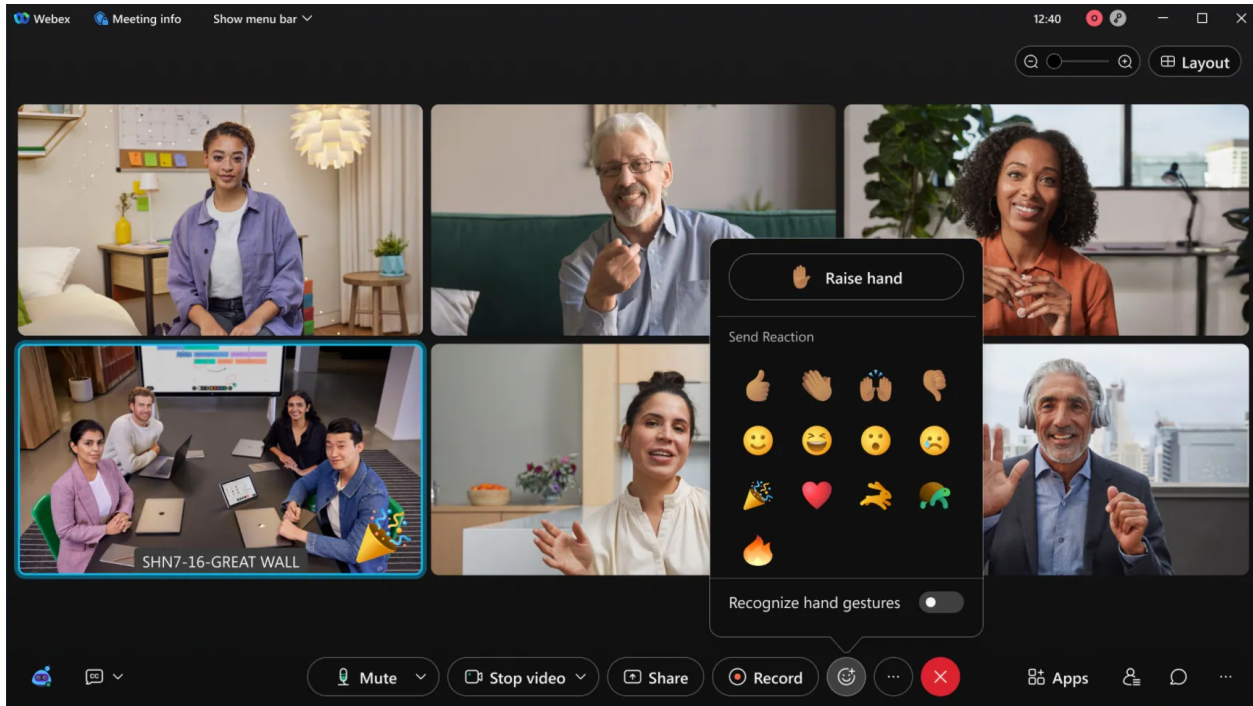 Webex
Meeting info
Show menu bar
12:40
Layout
Raise hand
Send Reaction
SHN7-16-GREAT WALL
Recognize hand gestures
CC
Mute
Stop video
Share
Record
Apps